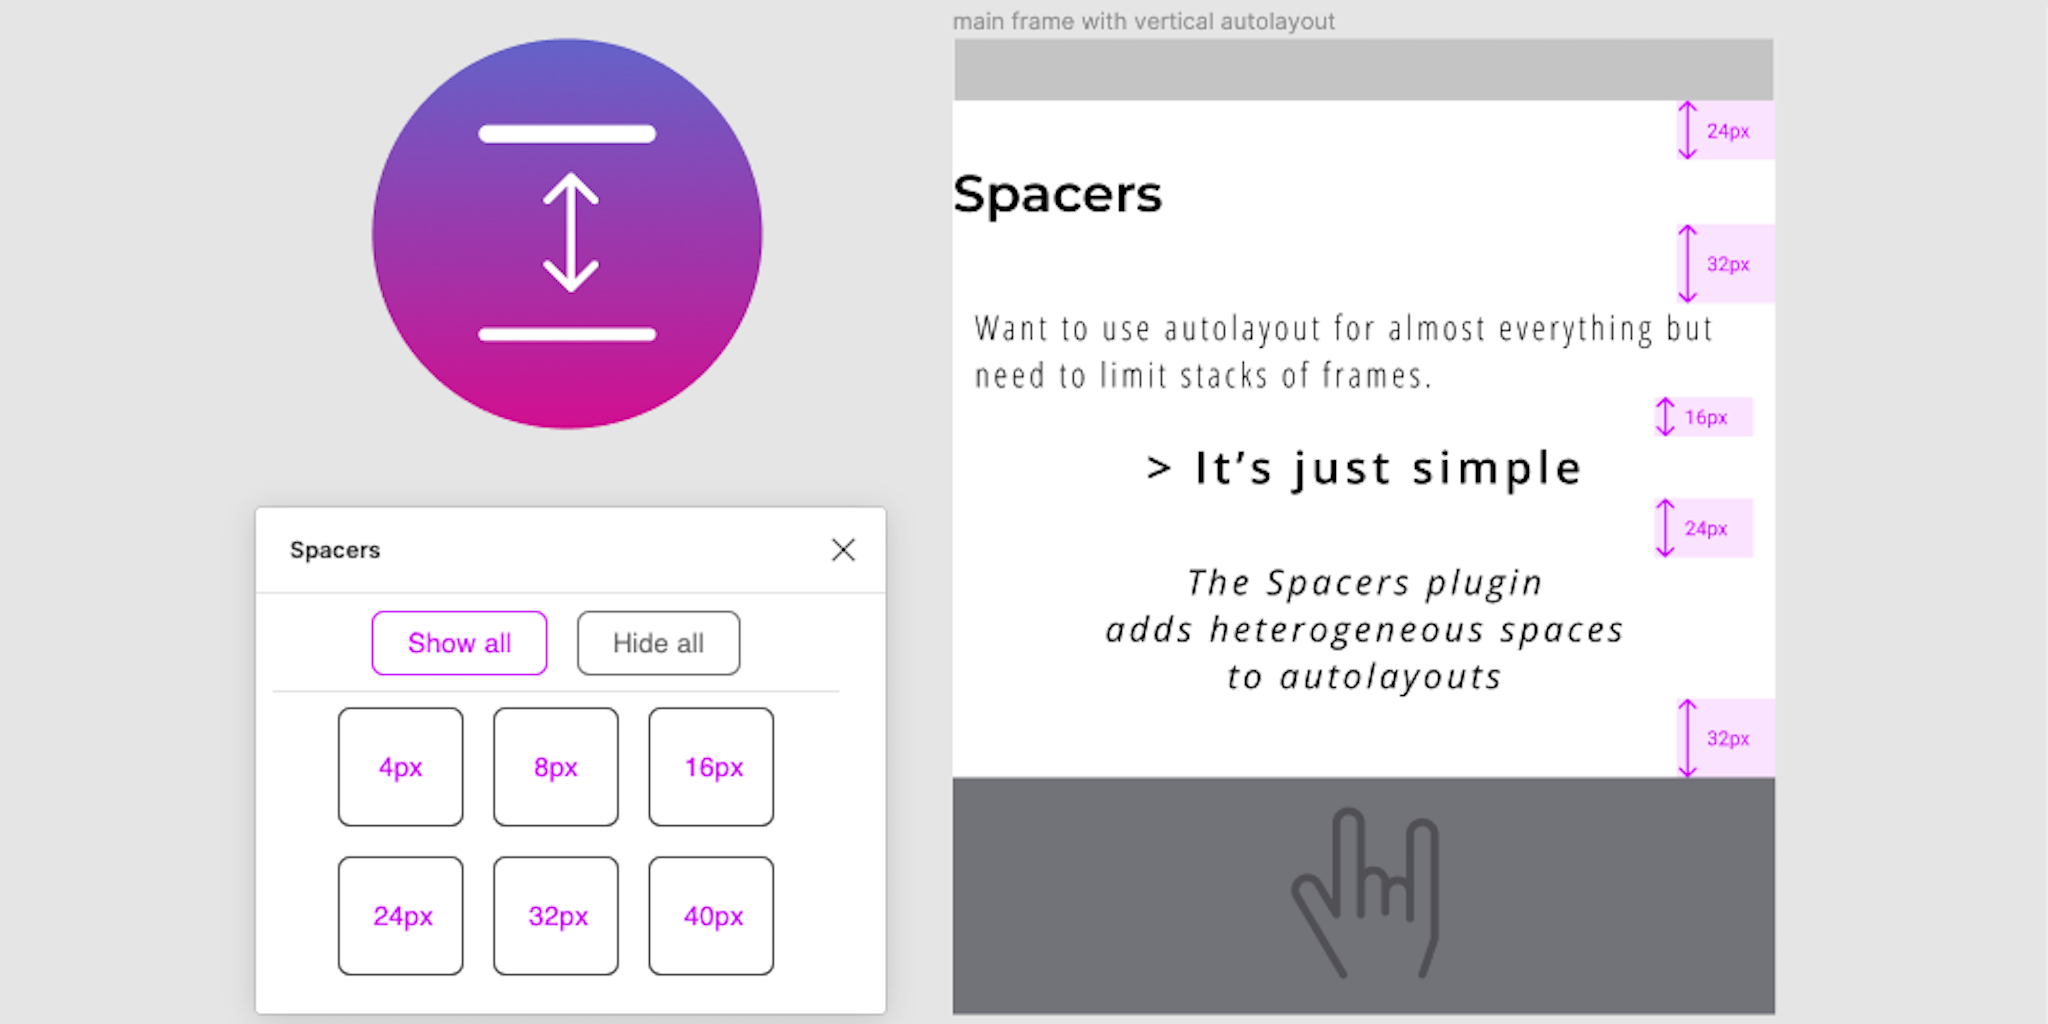 main frame with vertical autolayout
24px
Spacers
32px
Want to use autolayout for almost everything but
need to limit stacks of frames.
16px
> It’s just simple
24px
The Spacers plugin
adds heterogeneous spaces
to autolayouts
32px
Spacers
Show all Hide all
4px 8px 16px
24px 32px 40px